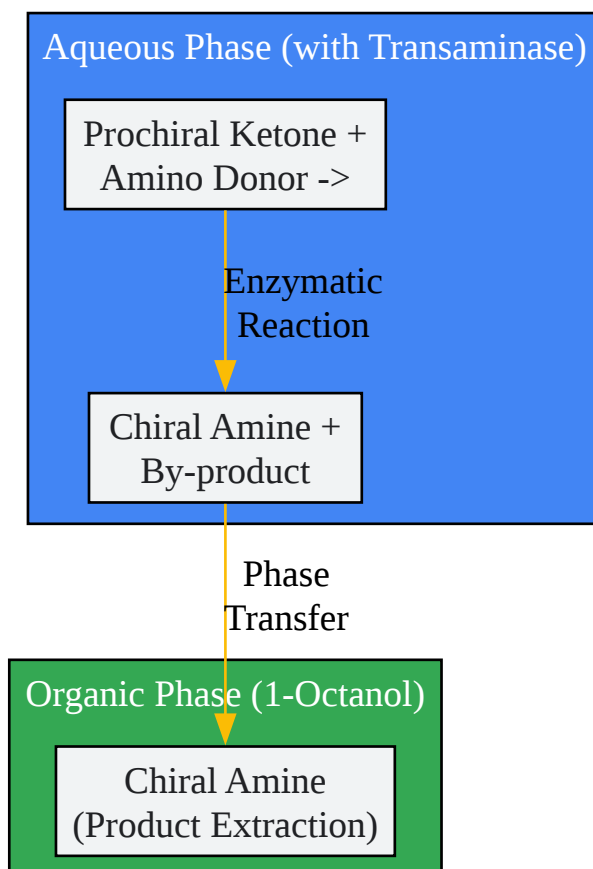 Aqueous Phase (with Transaminase)
Prochiral Ketone +
Amino Donor ->
Enzymatic
Reaction
Chiral Amine +
By-product
Phase
Transfer
Organic Phase (1-Octanol)
Chiral Amine
(Product Extraction)